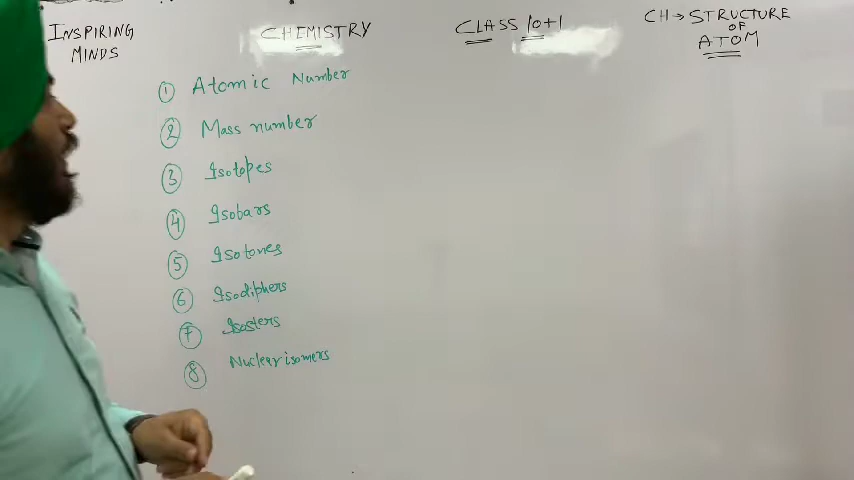 INSPIRING
MINDS
CHEMISTRY
CLASS 10+1
CH → STRUCTURE
OF
ATOM
1 Atomic Number
2 Mass number
3 Isotopes
4 Isobars
5 Isotones
6 Isodiphers
7 Isosters
8 Nuclear isomers